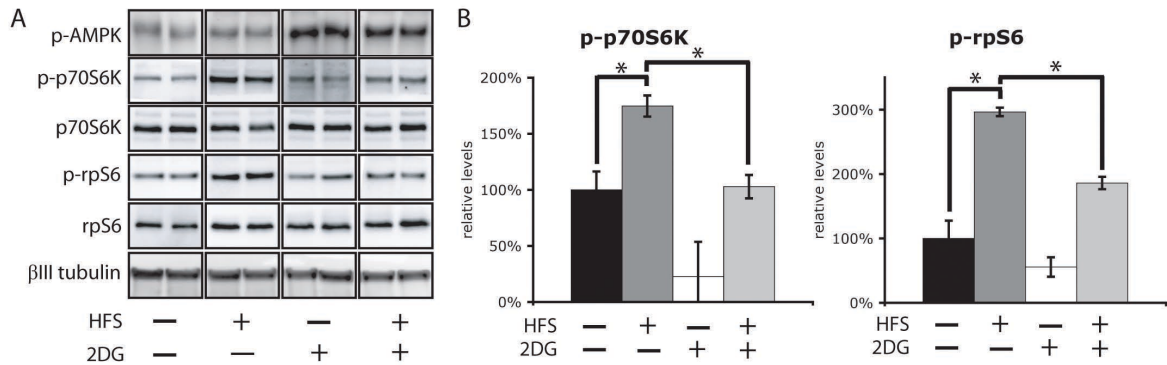 A
p-AMPK
p-p70S6K
p70S6K
p-rpS6
rpS6
βIII tubulin
HFS — + — +
2DG — — + +
B
p-p70S6K
* *
relative levels
200%
150%
100%
50%
0%
HFS — + — +
2DG — — + +
p-rpS6
* *
relative levels
300%
200%
100%
0%
HFS — + — +
2DG — — + +